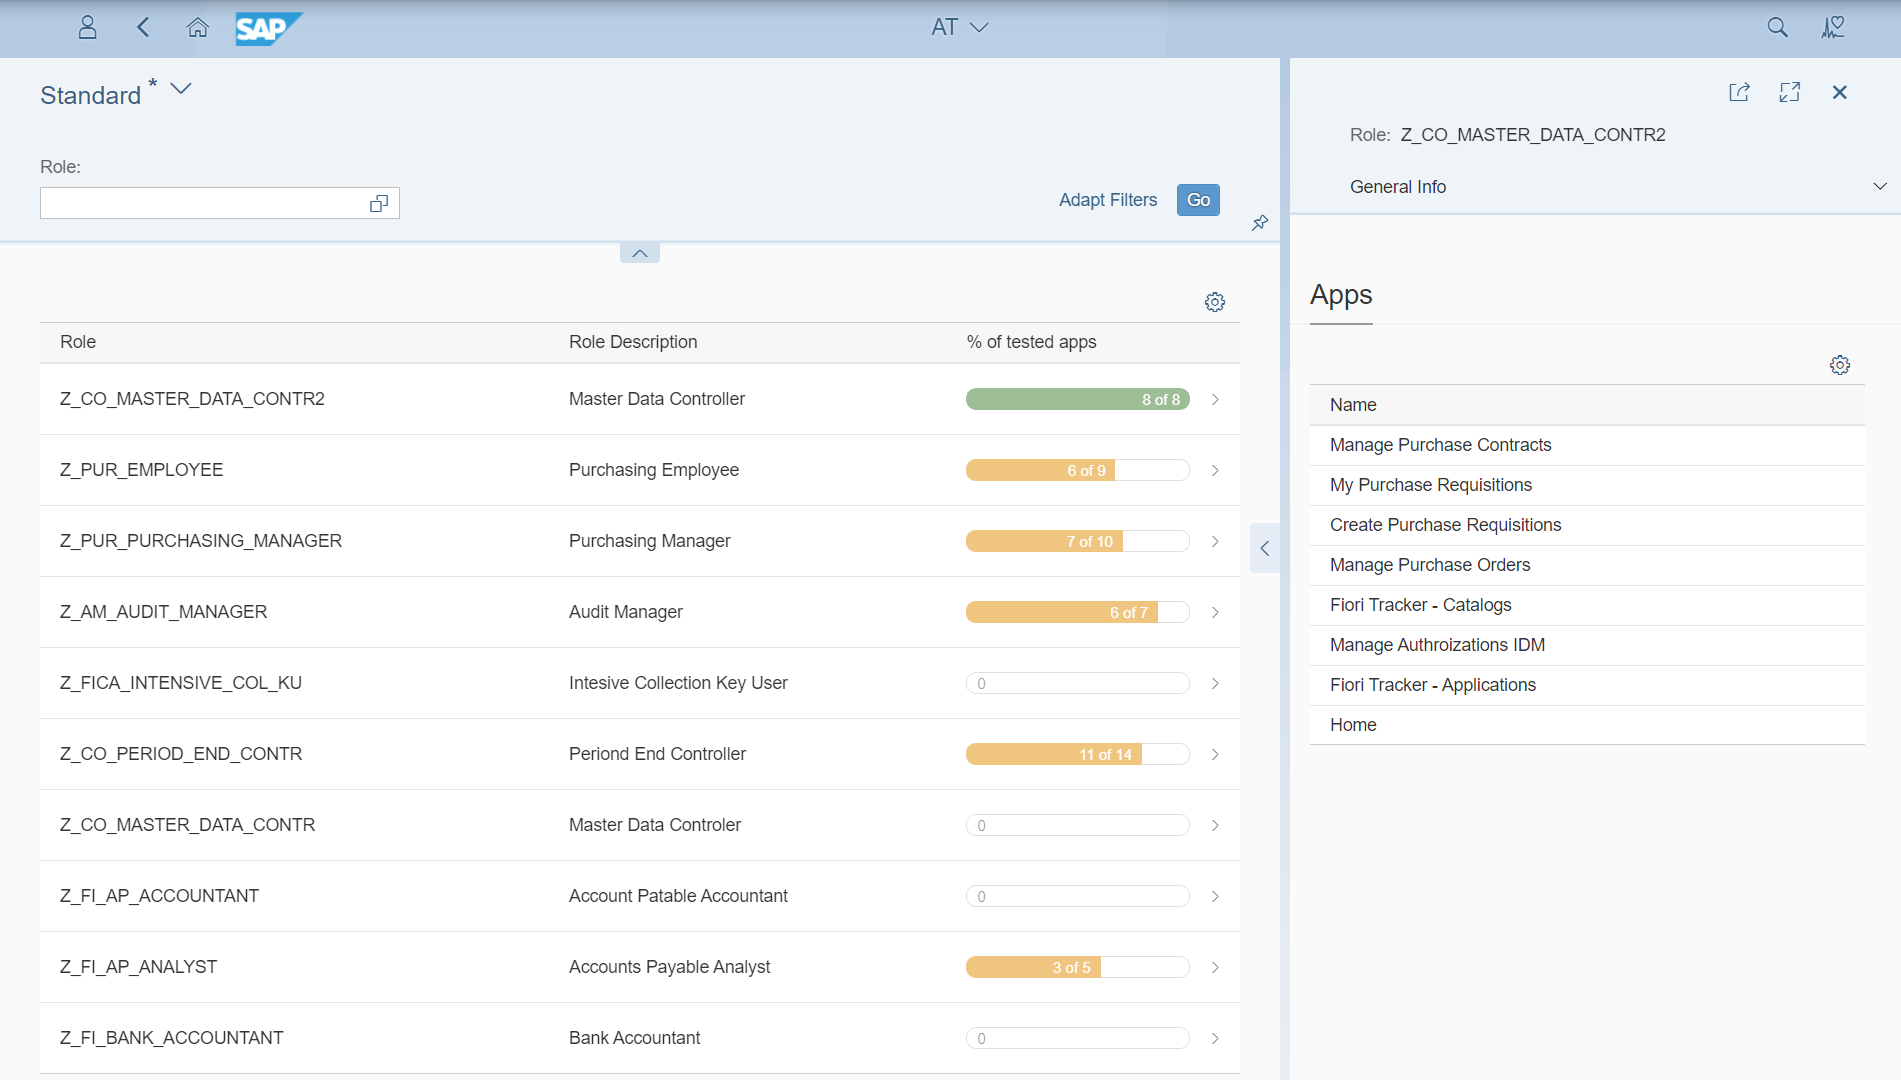 SAP
AT
Standard *
Role:
Adapt Filters
Go
Role
Role Description
% of tested apps
Z_CO_MASTER_DATA_CONTR2
Master Data Controller
8 of 8
Z_PUR_EMPLOYEE
Purchasing Employee
6 of 9
Z_PUR_PURCHASING_MANAGER
Purchasing Manager
7 of 10
Z_AM_AUDIT_MANAGER
Audit Manager
6 of 7
Z_FICA_INTENSIVE_COL_KU
Intesive Collection Key User
0
Z_CO_PERIOD_END_CONTR
Periond End Controller
11 of 14
Z_CO_MASTER_DATA_CONTR
Master Data Controler
0
Z_FI_AP_ACCOUNTANT
Account Patable Accountant
0
Z_FI_AP_ANALYST
Accounts Payable Analyst
3 of 5
Z_FI_BANK_ACCOUNTANT
Bank Accountant
0
Role: Z_CO_MASTER_DATA_CONTR2
General Info
Apps
Name
Manage Purchase Contracts
My Purchase Requisitions
Create Purchase Requisitions
Manage Purchase Orders
Fiori Tracker - Catalogs
Manage Authroizations IDM
Fiori Tracker - Applications
Home